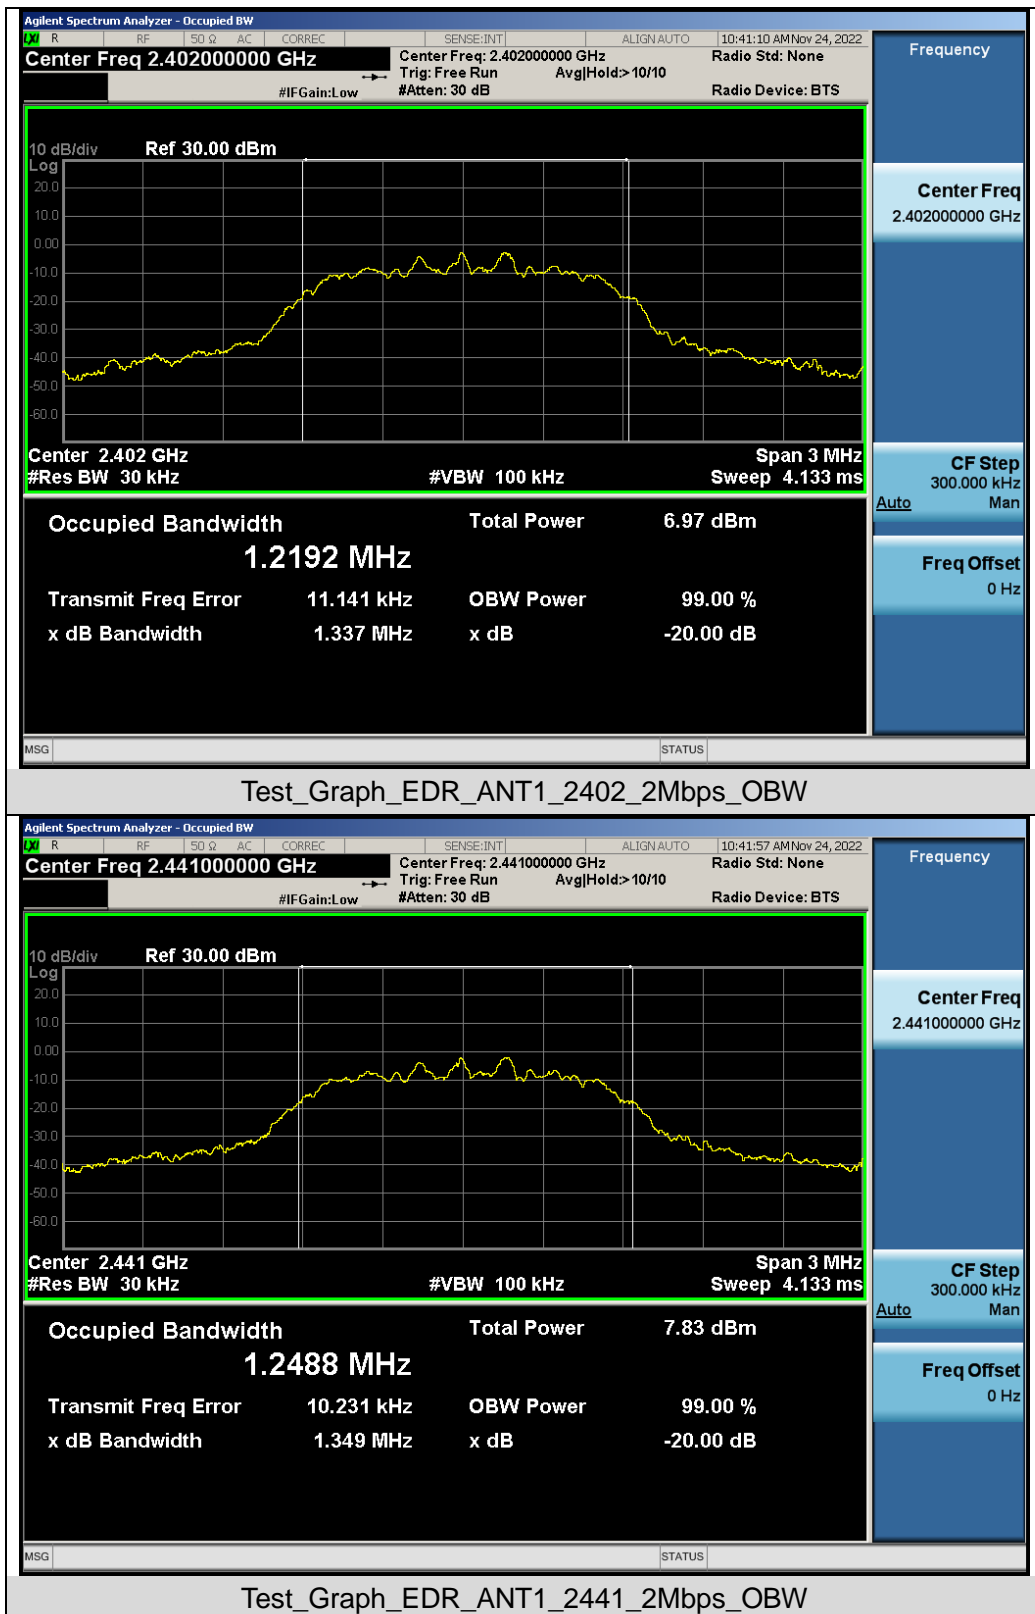 Agilent Spectrum Analyzer - Occupied BW
LXI R RF 50 Ω AC CORREC SENSE:INT ALIGN AUTO 10:41:10 AM Nov 24, 2022
Center Freq 2.402000000 GHz
Center Freq: 2.402000000 GHz
Radio Std: None
Trig: Free Run Avg|Hold:>10/10
#IFGain:Low
#Atten: 30 dB
Radio Device: BTS
Frequency
10 dB/div Ref 30.00 dBm
Log
20.0
10.0
0.00
-10.0
-20.0
-30.0
-40.0
-50.0
-60.0
Center 2.402 GHz Span 3 MHz
#Res BW 30 kHz #VBW 100 kHz Sweep 4.133 ms
Center Freq
2.402000000 GHz
CF Step
300.000 kHz
Auto Man
Freq Offset
0 Hz
Occupied Bandwidth Total Power 6.97 dBm
1.2192 MHz
Transmit Freq Error 11.141 kHz OBW Power 99.00 %
x dB Bandwidth 1.337 MHz x dB -20.00 dB
MSG STATUS
Test_Graph_EDR_ANT1_2402_2Mbps_OBW
Agilent Spectrum Analyzer - Occupied BW
LXI R RF 50 Ω AC CORREC SENSE:INT ALIGN AUTO 10:41:57 AM Nov 24, 2022
Center Freq 2.441000000 GHz
Center Freq: 2.441000000 GHz
Radio Std: None
Trig: Free Run Avg|Hold:>10/10
#IFGain:Low
#Atten: 30 dB
Radio Device: BTS
Frequency
10 dB/div Ref 30.00 dBm
Log
20.0
10.0
0.00
-10.0
-20.0
-30.0
-40.0
-50.0
-60.0
Center 2.441 GHz Span 3 MHz
#Res BW 30 kHz #VBW 100 kHz Sweep 4.133 ms
Center Freq
2.441000000 GHz
CF Step
300.000 kHz
Auto Man
Freq Offset
0 Hz
Occupied Bandwidth Total Power 7.83 dBm
1.2488 MHz
Transmit Freq Error 10.231 kHz OBW Power 99.00 %
x dB Bandwidth 1.349 MHz x dB -20.00 dB
MSG STATUS
Test_Graph_EDR_ANT1_2441_2Mbps_OBW